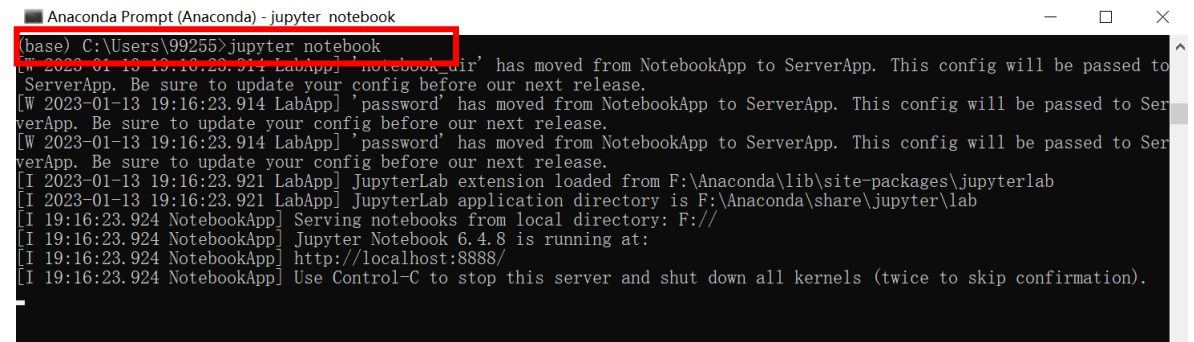 Anaconda Prompt (Anaconda) - jupyter  notebook
(base) C:\Users\99255>jupyter notebook
[W 2023-01-13 19:16:23.914 LabApp] 'notebook_dir' has moved from NotebookApp to ServerApp. This config will be passed to
 ServerApp. Be sure to update your config before our next release.
[W 2023-01-13 19:16:23.914 LabApp] 'password' has moved from NotebookApp to ServerApp. This config will be passed to Ser
verApp. Be sure to update your config before our next release.
[W 2023-01-13 19:16:23.914 LabApp] 'password' has moved from NotebookApp to ServerApp. This config will be passed to Ser
verApp. Be sure to update your config before our next release.
[I 2023-01-13 19:16:23.921 LabApp] JupyterLab extension loaded from F:\Anaconda\lib\site-packages\jupyterlab
[I 2023-01-13 19:16:23.921 LabApp] JupyterLab application directory is F:\Anaconda\share\jupyter\lab
[I 19:16:23.924 NotebookApp] Serving notebooks from local directory: F://
[I 19:16:23.924 NotebookApp] Jupyter Notebook 6.4.8 is running at:
[I 19:16:23.924 NotebookApp] http://localhost:8888/
[I 19:16:23.924 NotebookApp] Use Control-C to stop this server and shut down all kernels (twice to skip confirmation).